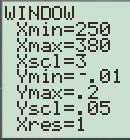 WINDOW
Xmin=250
Xmax=380
Xscl=3
Ymin=-.01
Ymax=.2
Yscl=.05
Xres=1